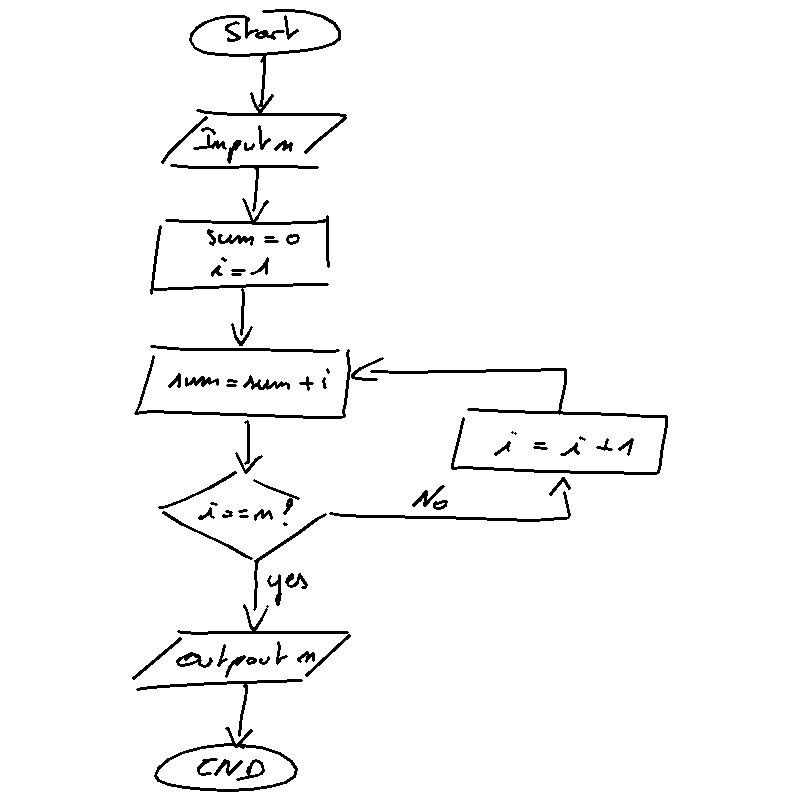 Start
Input n
sum = 0
i = 1
sum = sum + i
i = i + 1
i == n?
No
yes
Outpout n
END